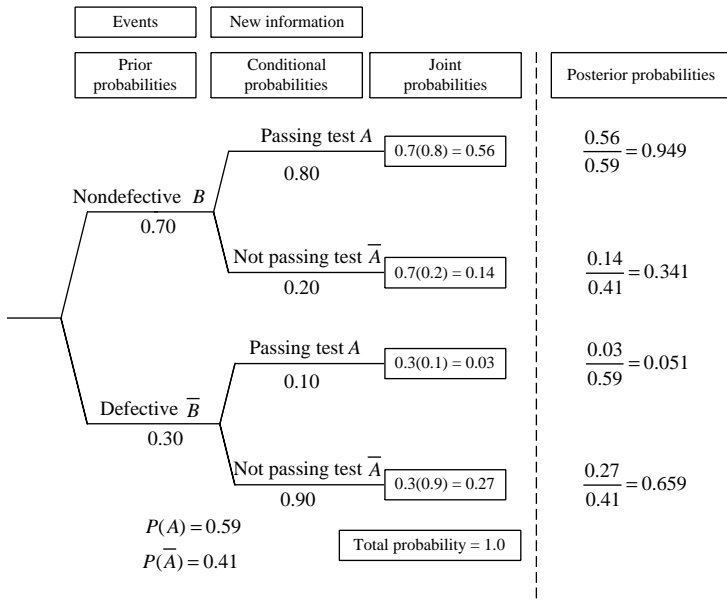 Events
New information
Prior
probabilities
Conditional
probabilities
Joint
probabilities
Posterior probabilities
Passing test A
0.80
0.7(0.8) = 0.56
0.56
0.59
= 0.949
Nondefective B
0.70
Not passing test A̅
0.20
0.7(0.2) = 0.14
0.14
0.41
= 0.341
Passing test A
0.10
0.3(0.1) = 0.03
0.03
0.59
= 0.051
Defective B̅
0.30
Not passing test A̅
0.90
0.3(0.9) = 0.27
0.27
0.41
= 0.659
P(A) = 0.59
P(A̅) = 0.41
Total probability = 1.0